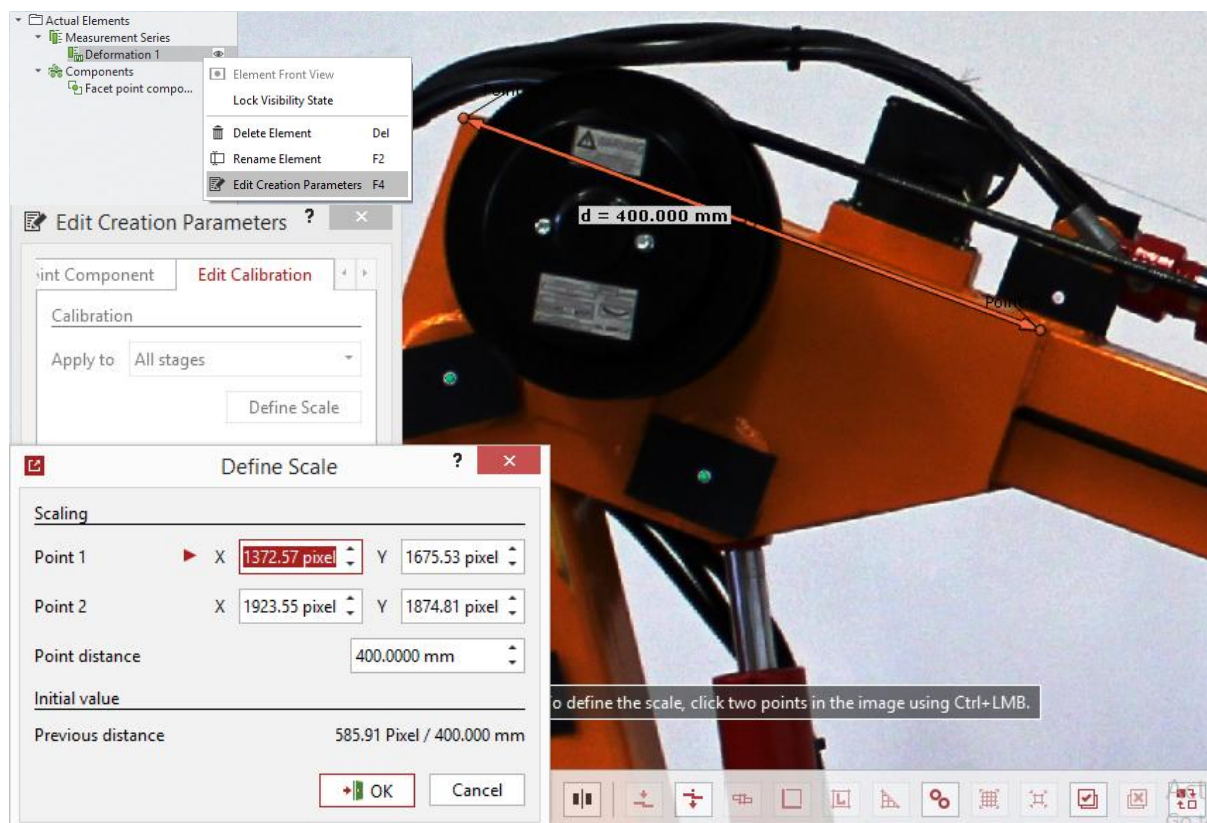 Actual Elements
Measurement Series
Deformation 1
Components
Facet point compo...
Element Front View
Lock Visibility State
Delete Element Del
Rename Element F2
Edit Creation Parameters F4
Edit Creation Parameters ?
int Component Edit Calibration
Calibration
Apply to All stages
Define Scale
d = 400.000 mm
Define Scale ?
Scaling
Point 1 X 1372.57 pixel Y 1675.53 pixel
Point 2 X 1923.55 pixel Y 1874.81 pixel
Point distance 400.0000 mm
Initial value
Previous distance 585.91 Pixel / 400.000 mm
OK Cancel
o define the scale, click two points in the image using Ctrl+LMB.